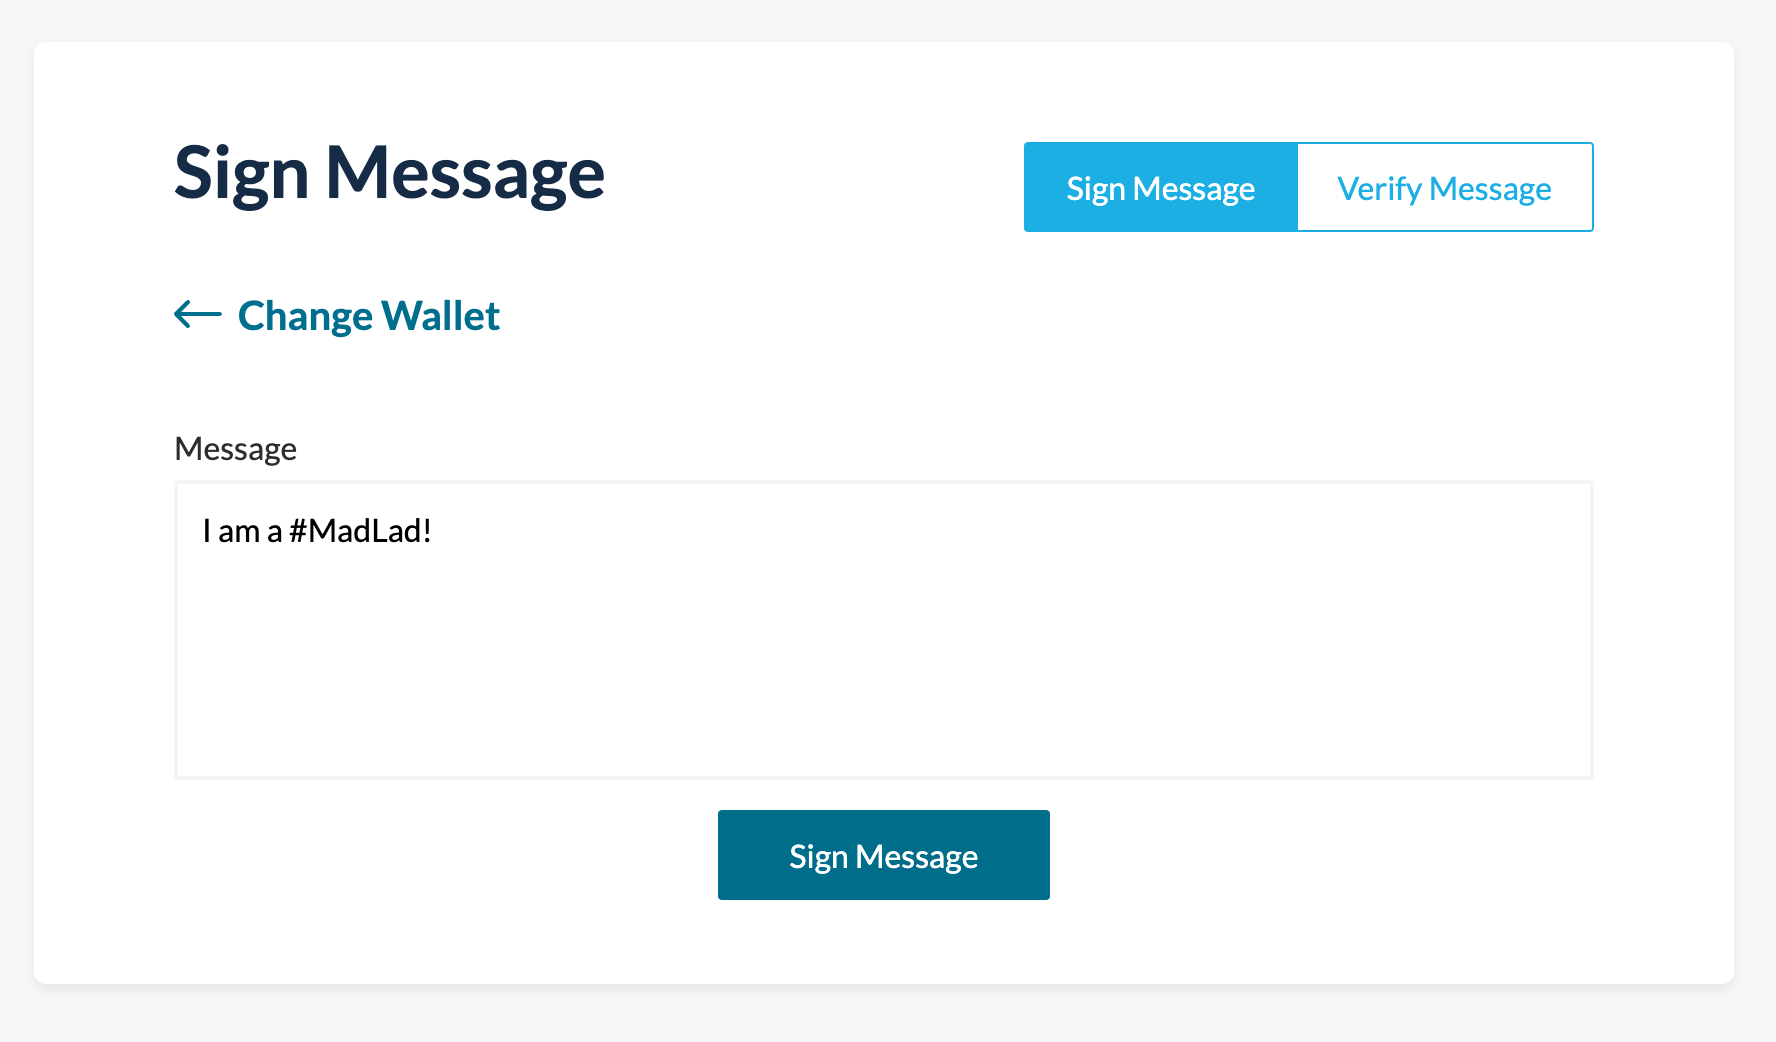 Sign Message
Sign Message
Verify Message
Change Wallet
Message
I am a #MadLad!
Sign Message